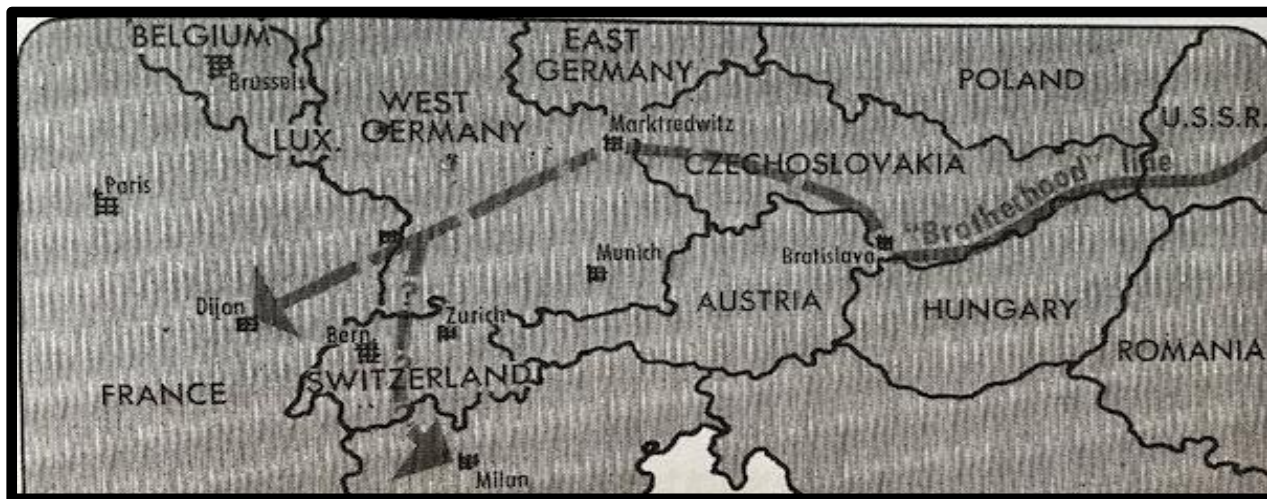 BELGIUM
Brussels
EAST
GERMANY
POLAND
WEST
GERMANY
U.S.S.R.
LUX.
Marktredwitz
CZECHOSLOVAKIA
"Bratherhood" line
Paris
Munich
Bratislava
AUSTRIA
HUNGARY
?
Dijon
Zurich
Bern
?
SWITZERLAND
ROMANIA
FRANCE
Milan